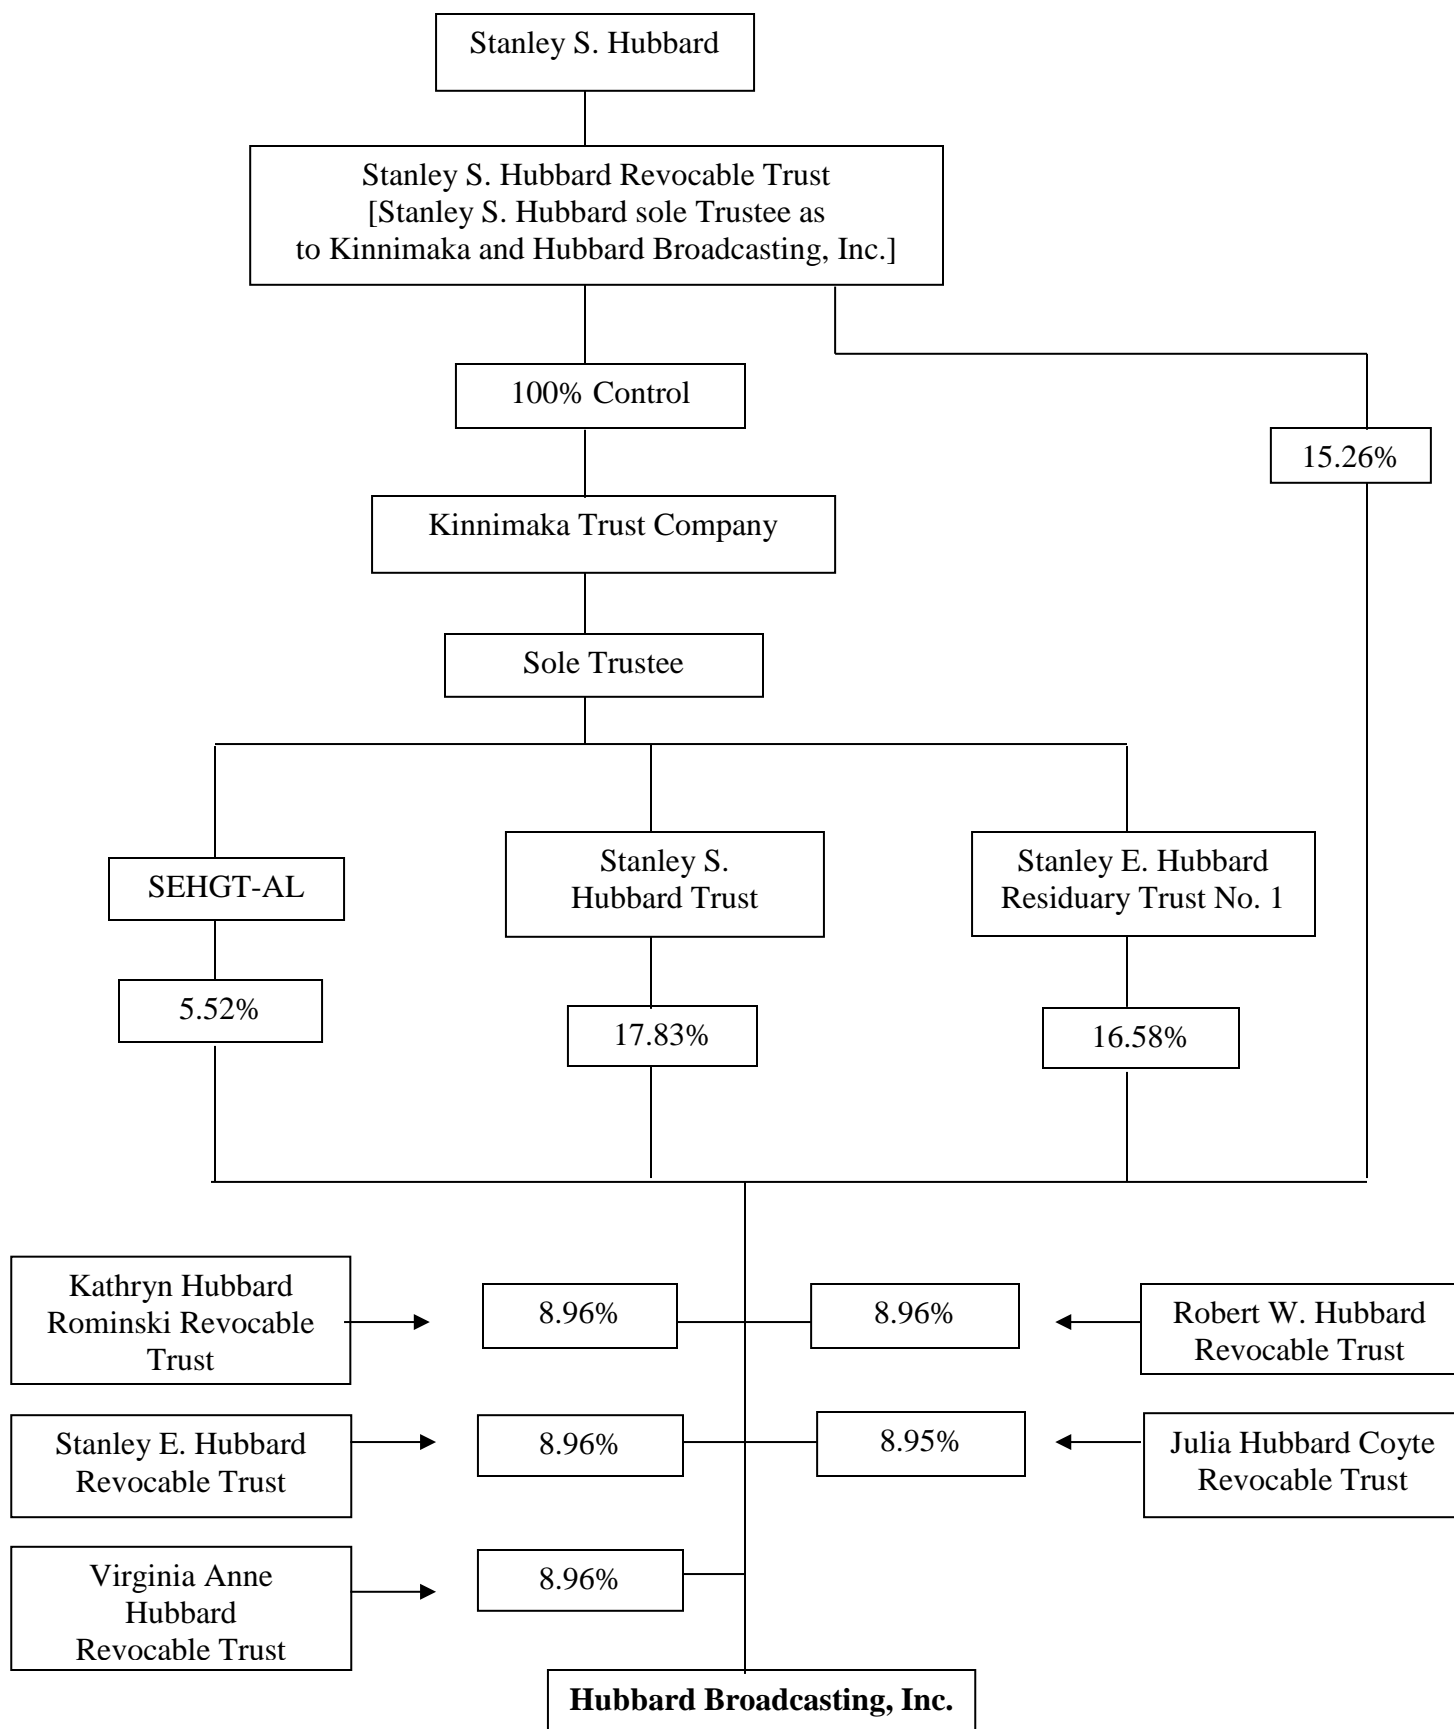 Stanley S. Hubbard
Stanley S. Hubbard Revocable Trust
[Stanley S. Hubbard sole Trustee as
to Kinnimaka and Hubbard Broadcasting, Inc.]
100% Control
15.26%
Kinnimaka Trust Company
Sole Trustee
SEHGT-AL
Stanley S.
Hubbard Trust
Stanley E. Hubbard
Residuary Trust No. 1
5.52%
17.83%
16.58%
Kathryn Hubbard
Rominski Revocable
Trust
8.96%
8.96%
Robert W. Hubbard
Revocable Trust
Stanley E. Hubbard
Revocable Trust
8.96%
8.95%
Julia Hubbard Coyte
Revocable Trust
Virginia Anne
Hubbard
Revocable Trust
8.96%
Hubbard Broadcasting, Inc.